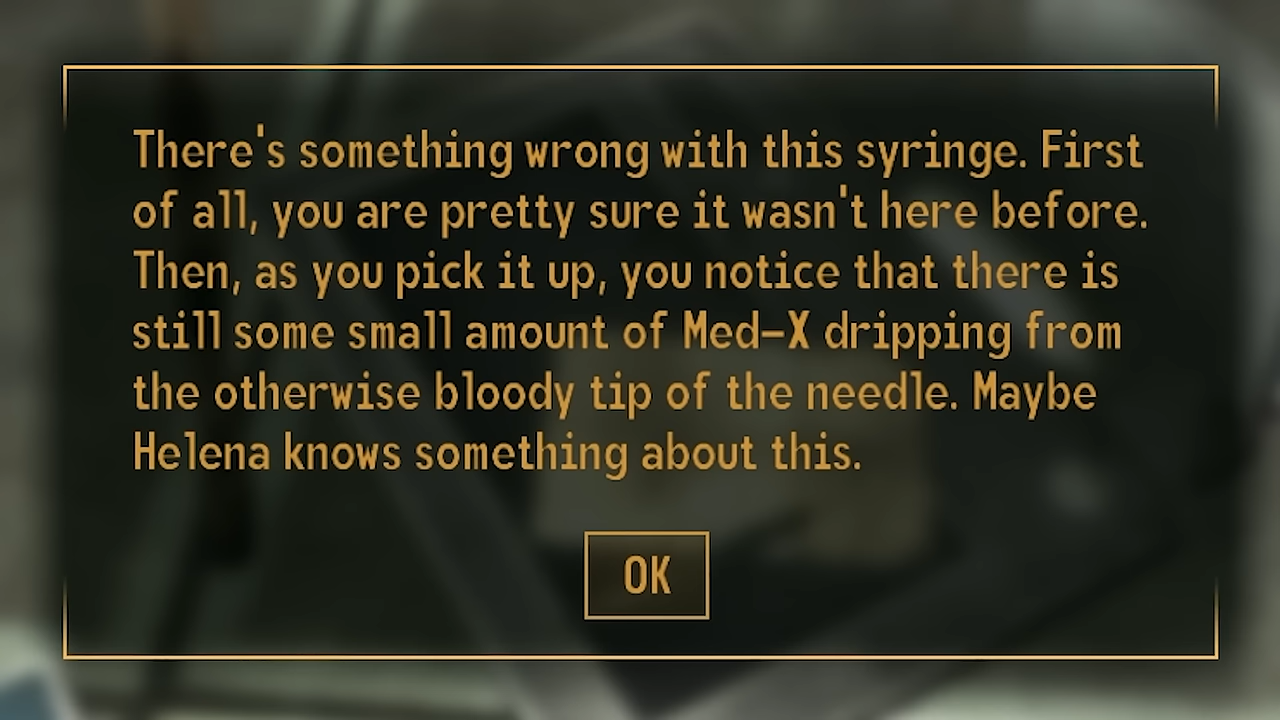 There's something wrong with this syringe. First
of all, you are pretty sure it wasn't here before.
Then, as you pick it up, you notice that there is
still some small amount of Med-X dripping from
the otherwise bloody tip of the needle. Maybe
Helena knows something about this.
OK